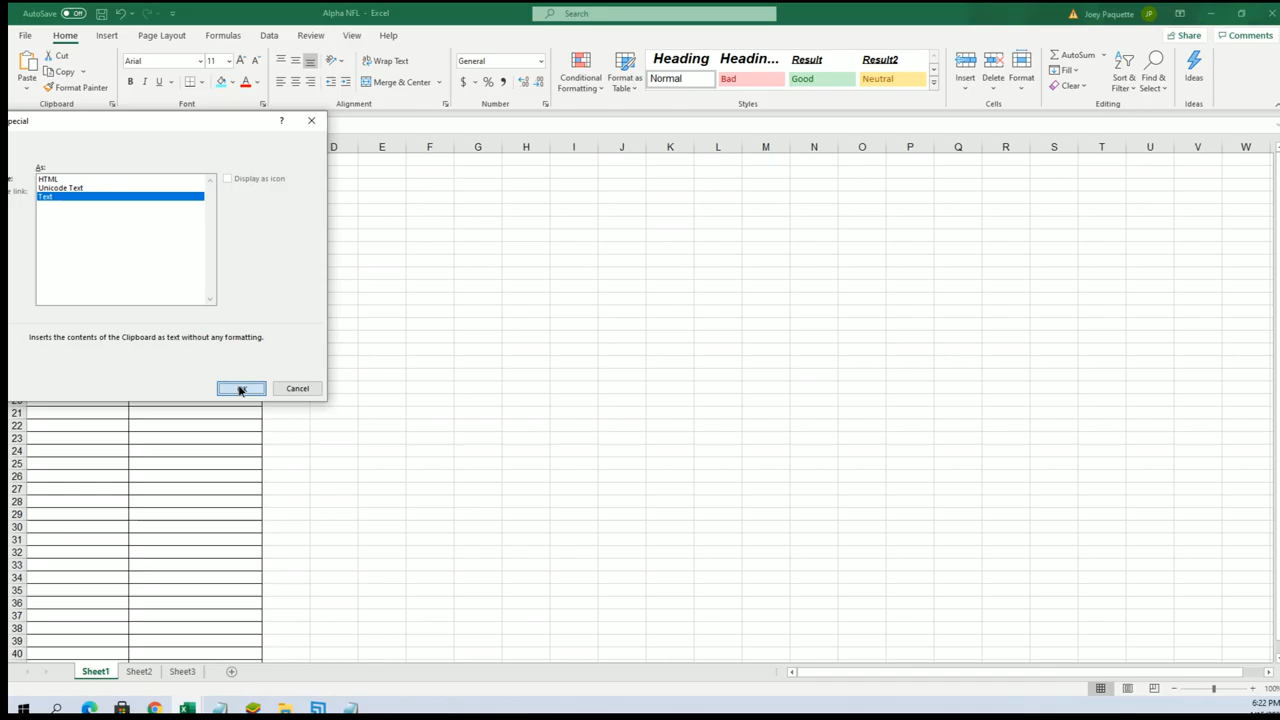 AutoSave Off Alpha NFL - Excel Search Joey Paquette JP
File Home Insert Page Layout Formulas Data Review View Help Share Comments
Paste Cut Copy Format Painter
Arial 11
B I U A A A
Wrap Text
Merge & Center
General
$ %
Conditional Formatting
Format as Table
Heading Headin... Result Result2
Normal Bad Good Neutral
Insert Delete Format
AutoSum
Fill
Clear
Sort & Filter
Find & Select
Ideas
Clipboard Font Alignment Number Styles Cells Editing Ideas
pecial ?
D E F G H I J K L M N O P Q R S T U V W
As:
HTML
Unicode Text
Text
link:
Display as icon
Inserts the contents of the Clipboard as text without any formatting.
Cancel
21
22
23
24
25
26
27
28
29
30
31
32
33
34
35
36
37
38
39
40
Sheet1 Sheet2 Sheet3
100%
6:22 PM